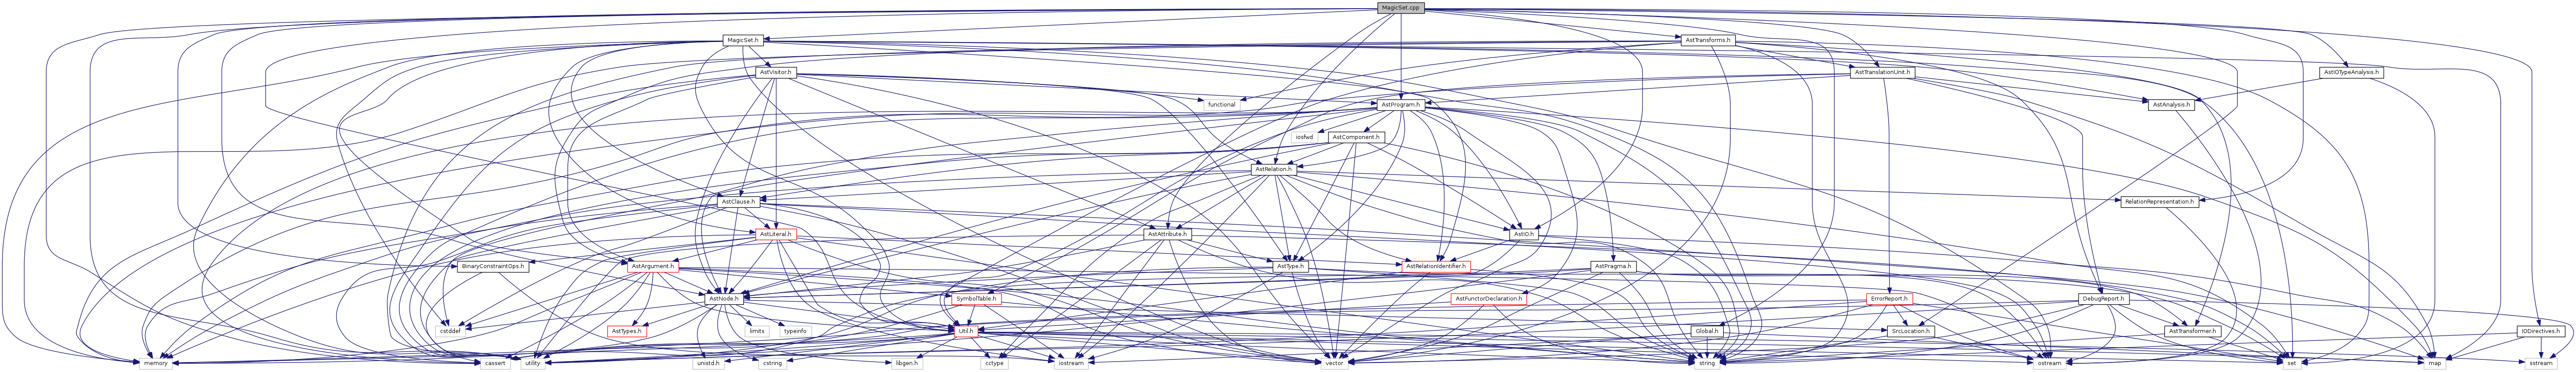 MagicSet.cpp
MagicSet.h
AstTransforms.h
AstVisitor.h
AstTranslationUnit.h
AstIOTypeAnalysis.h
functional
AstProgram.h
AstAnalysis.h
iosfwd
AstComponent.h
AstRelation.h
AstClause.h
RelationRepresentation.h
AstLiteral.h
AstAttribute.h
AstIO.h
BinaryConstraintOps.h
AstArgument.h
AstRelationIdentifier.h
AstType.h
AstPragma.h
AstNode.h
SymbolTable.h
AstFunctorDeclaration.h
ErrorReport.h
DebugReport.h
cstddef
AstTypes.h
limits
typeinfo
Util.h
Global.h
SrcLocation.h
AstTransformer.h
IODirectives.h
memory
cassert
utility
unistd.h
cstring
libgen.h
cctype
iostream
vector
string
ostream
set
map
sstream